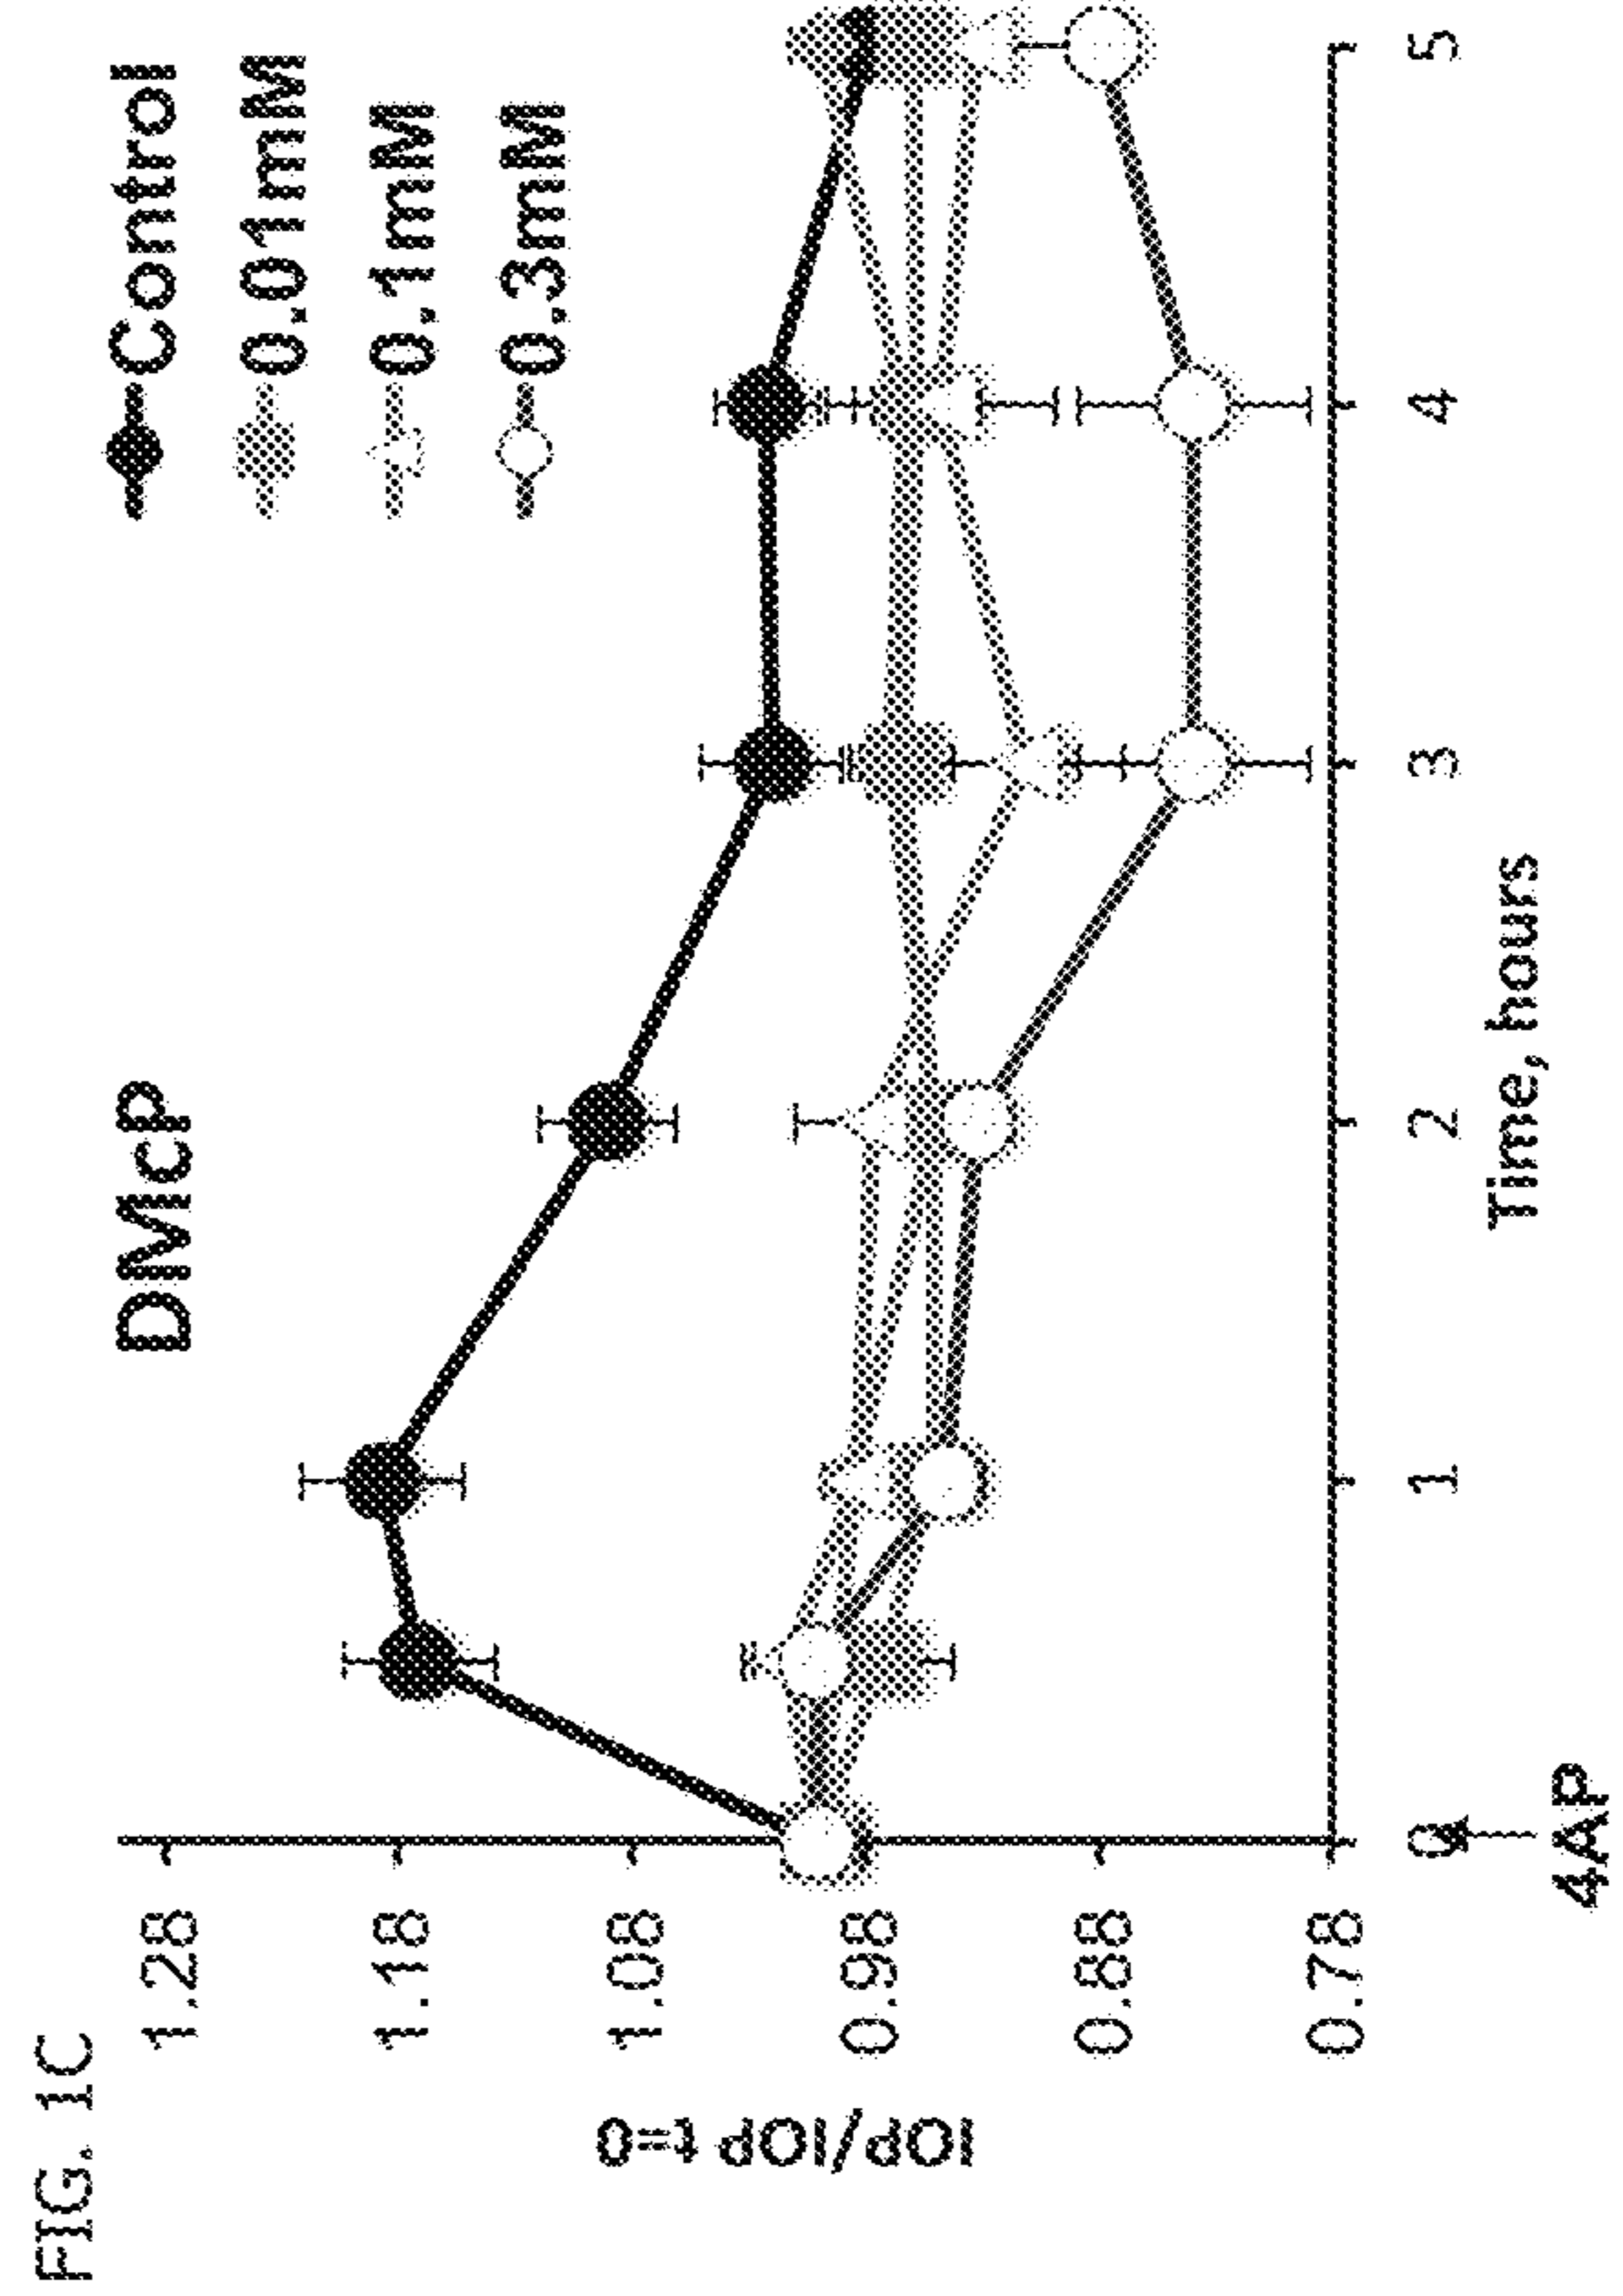 FIG. 1C
DMcP
Control
0.01mM
0.1mM
0.3mM
IOP/IOP t=0
1.28
1.18
1.08
0.98
0.88
0.78
0
1
2
3
4
5
4AP
Time, hours